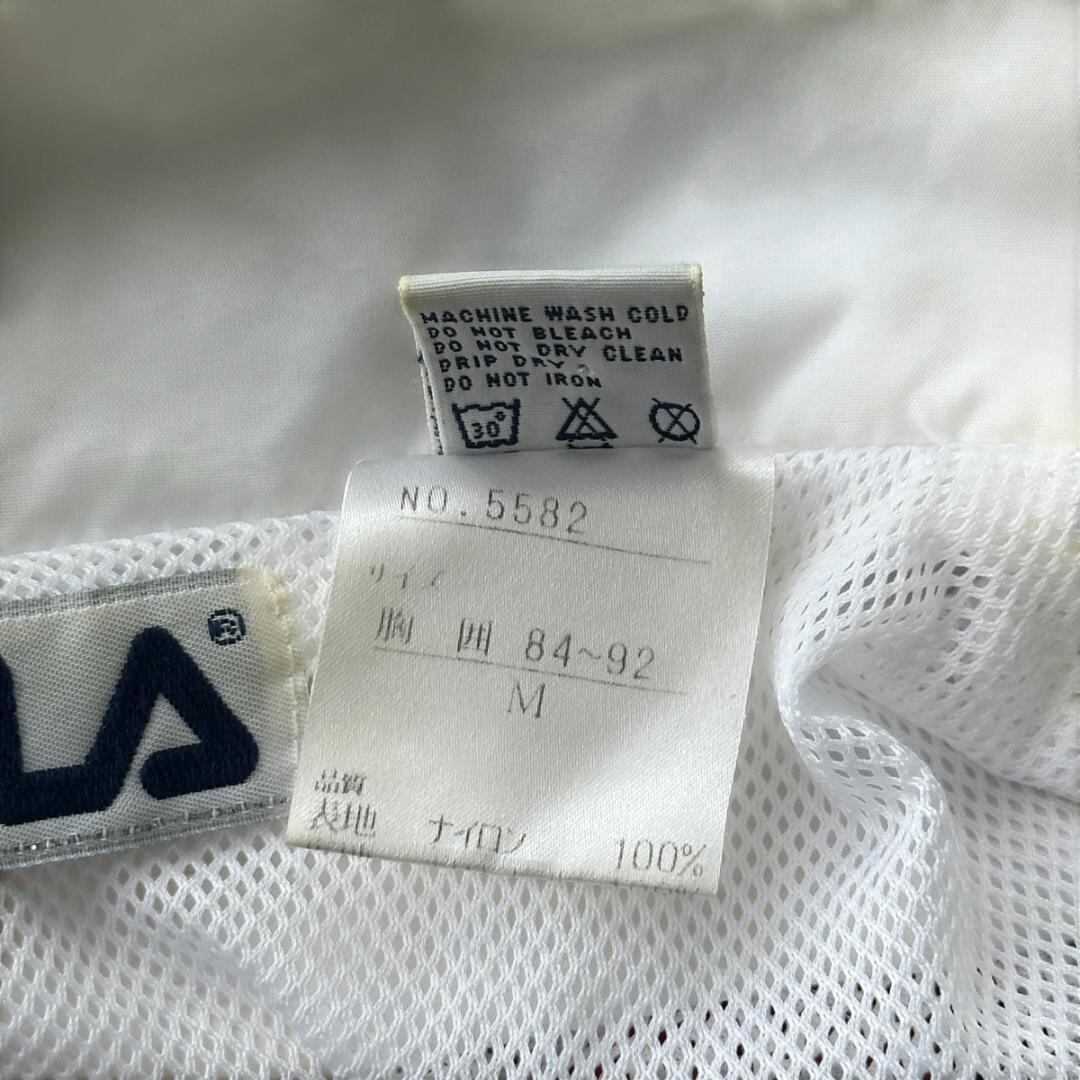 MACHINE WASH COLD
DO NOT BLEACH
DO NOT DRY CLEAN
DRIP DRY
DO NOT IRON
30°
NO.5582
サイズ
胸 囲 84~92
M
LA®
品質
表地 ナイロン 100%